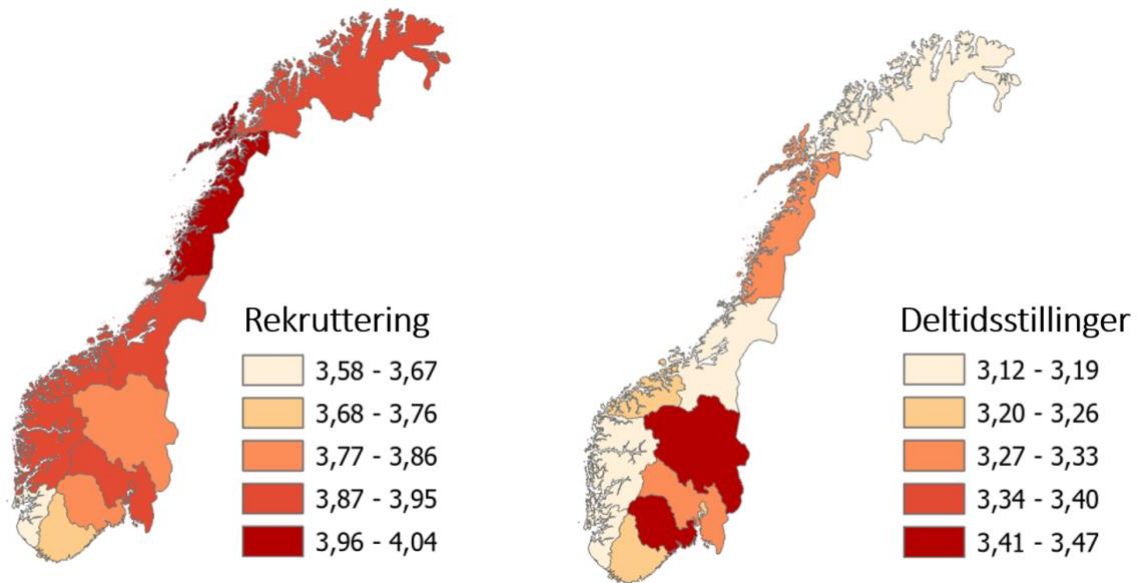 Rekruttering
3,58 - 3,67
3,68 - 3,76
3,77 - 3,86
3,87 - 3,95
3,96 - 4,04
Deltidsstillinger
3,12 - 3,19
3,20 - 3,26
3,27 - 3,33
3,34 - 3,40
3,41 - 3,47